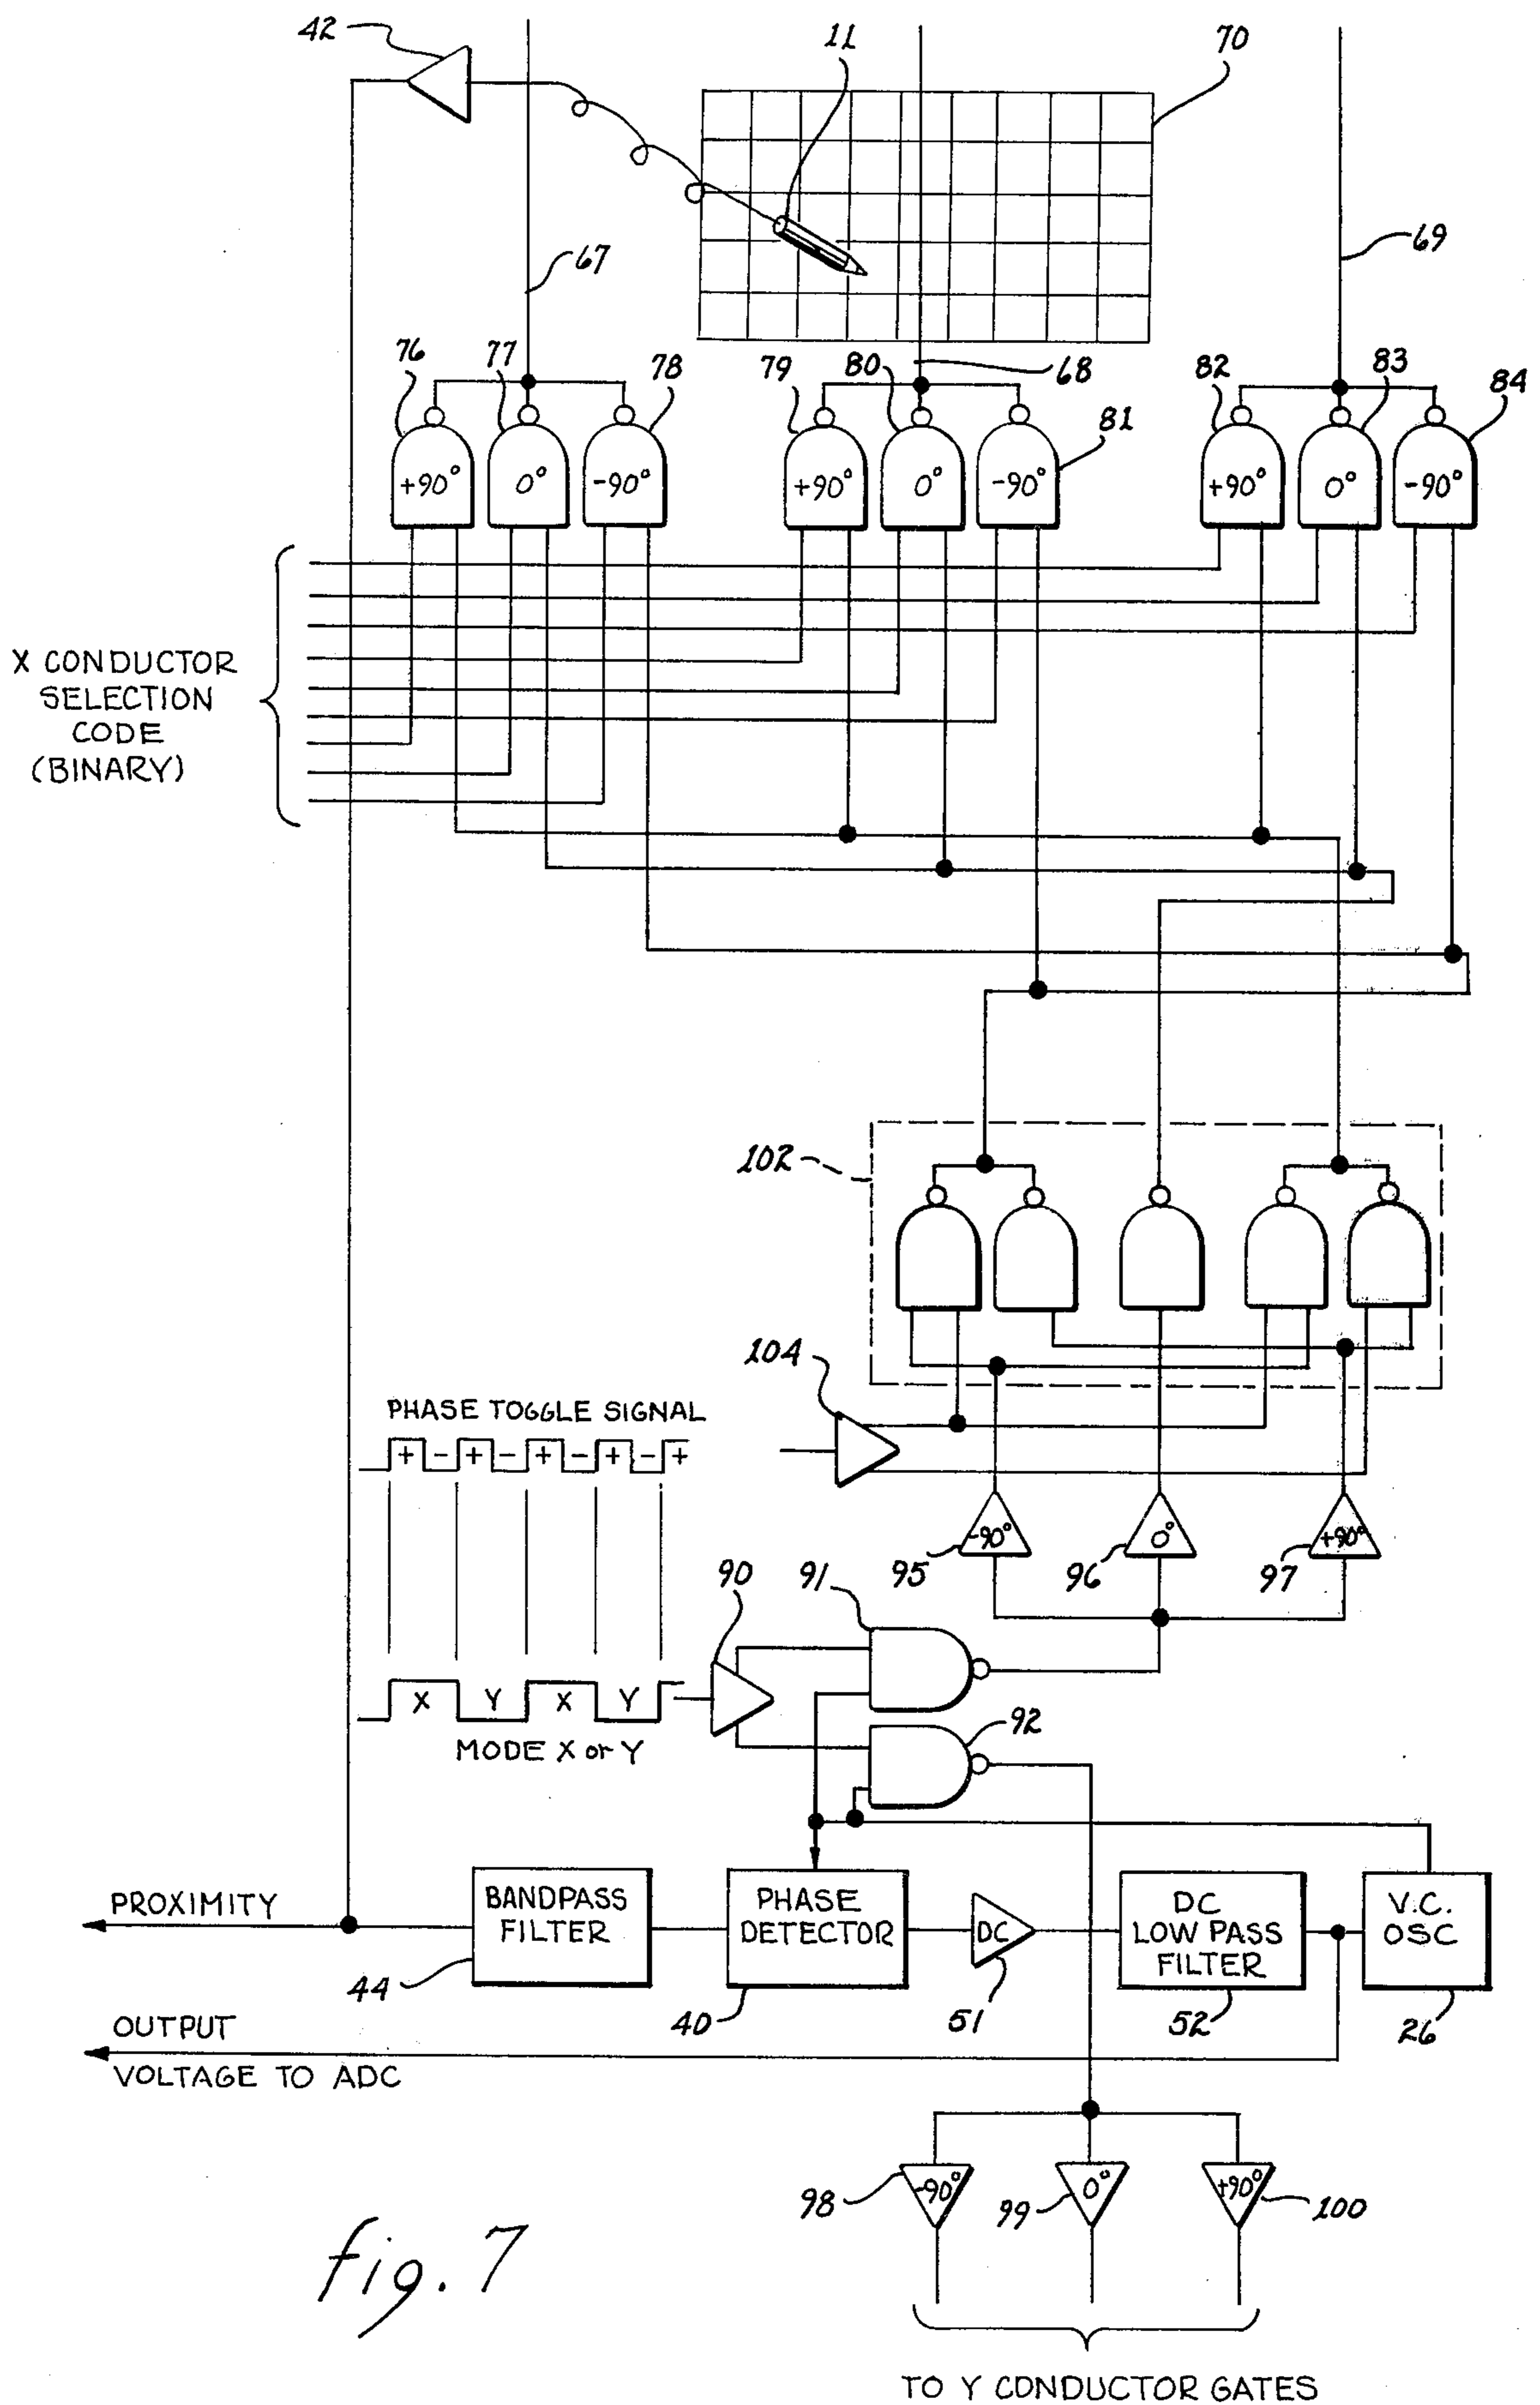 42
11
70
67
69
76
77
78
79
80
68
82
83
84
81
+90° 0° -90° +90° 0° -90° +90° 0° -90°
X CONDUCTOR
SELECTION
CODE
(BINARY)
102
104
PHASE TOGGLE SIGNAL
+ - + - + - + - +
-90° 0° +90°
95
96
97
90
91
X Y X Y
92
MODE X or Y
PROXIMITY
BANDPASS
FILTER
44
PHASE
DETECTOR
40
DC
51
DC
LOW PASS
FILTER
52
V.C.
OSC
26
OUTPUT
VOLTAGE TO ADC
-90° 0° +90°
98
99
100
fig. 7
TO Y CONDUCTOR GATES